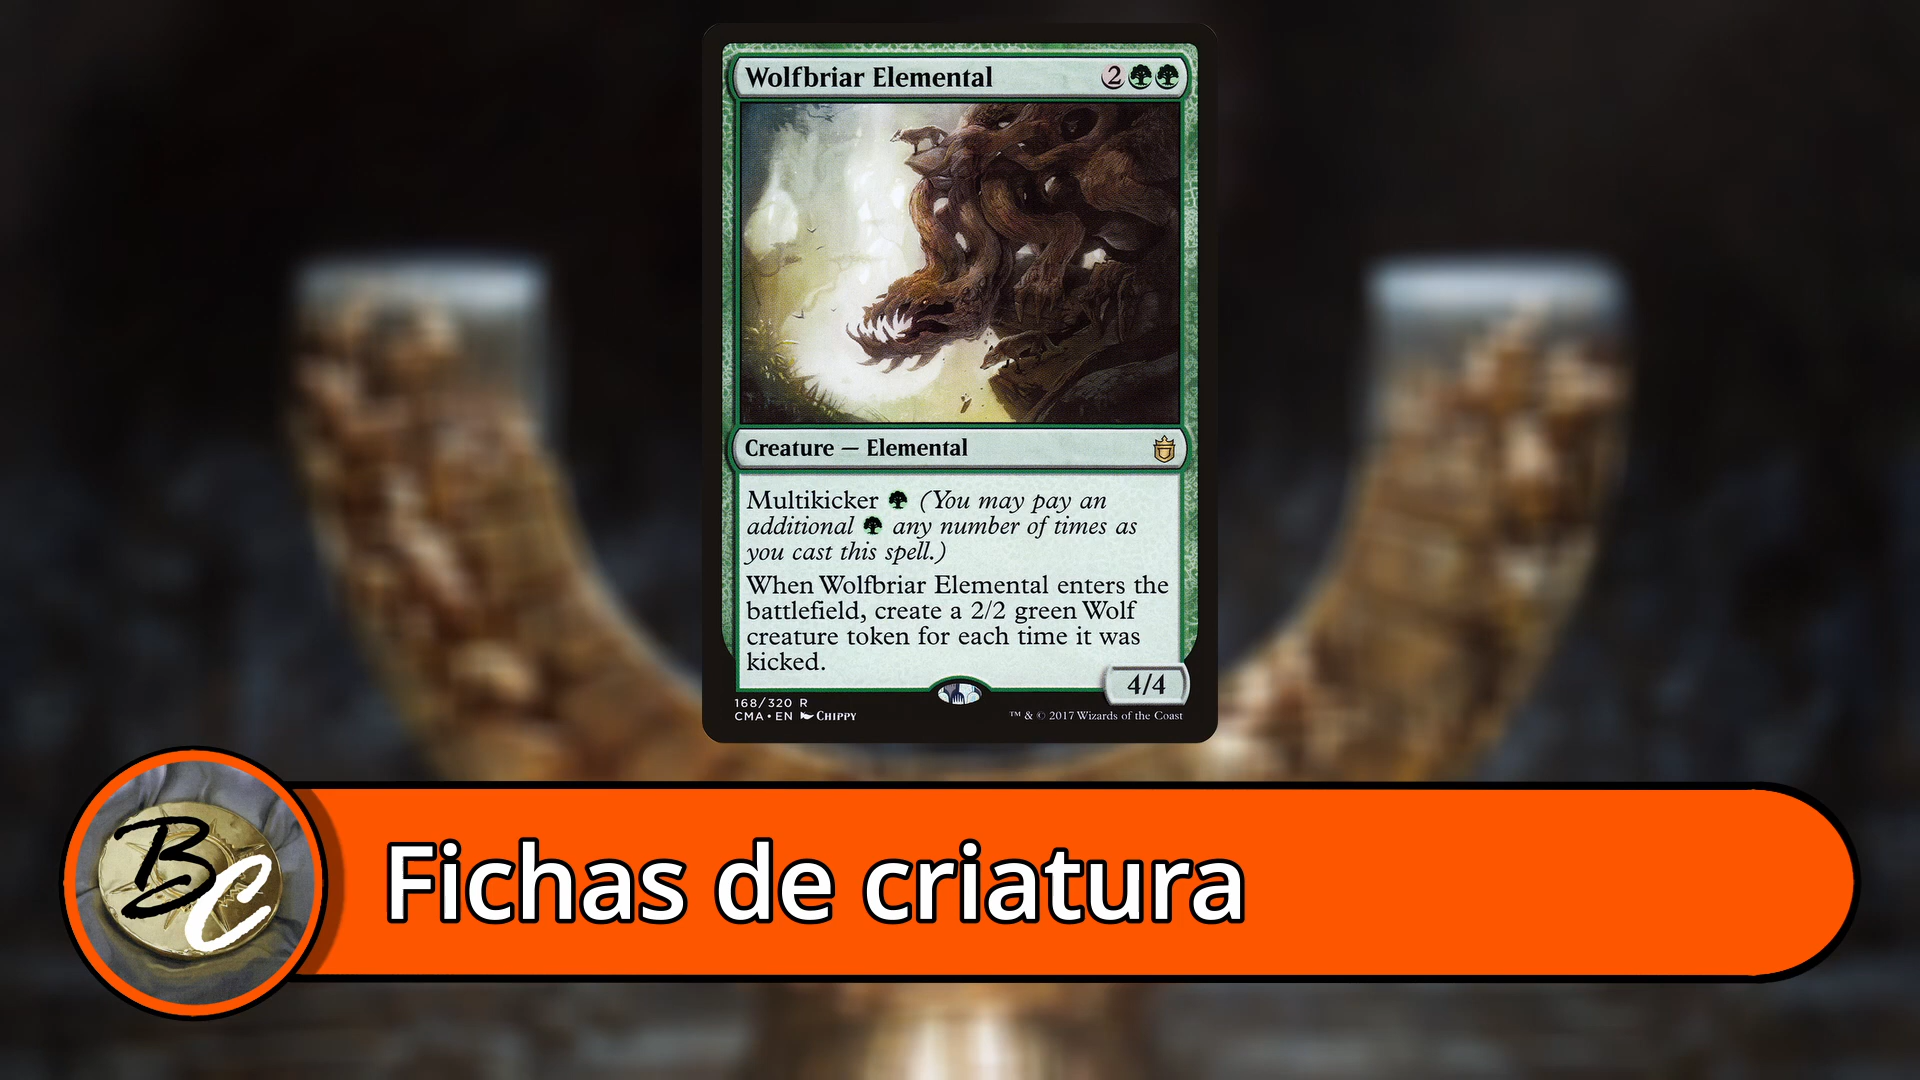 Wolfbriar Elemental 2
Creature — Elemental
Multikicker (You may pay an
additional any number of times as
you cast this spell.)
When Wolfbriar Elemental enters the
battlefield, create a 2/2 green Wolf
creature token for each time it was
kicked.
4/4
168/320 R
CMA • EN Chippy
™ & © 2017 Wizards of the Coast
BC
Fichas de criatura